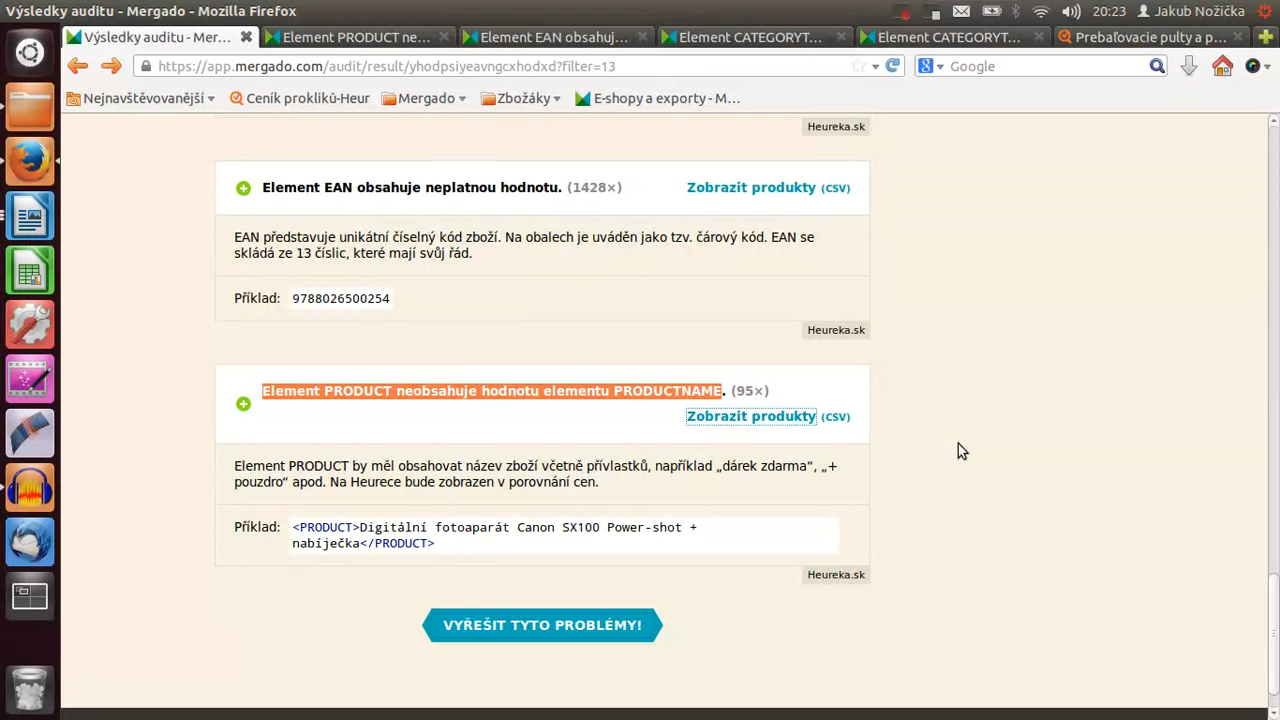 Výsledky auditu - Mergado - Mozilla Firefox
20:23
Jakub Nožička
Výsledky auditu - Mer...
Element PRODUCT ne...
Element EAN obsahuj...
Element CATEGORYT...
Element CATEGORYT...
Prebaľovacie pulty a p...
https://app.mergado.com/audit/result/yhodpsiyeavngcxhodxd?filter=13
Google
Nejnavštěvovanější
Ceník prokliků-Heur
Mergado
Zbožáky
E-shopy a exporty - M...
Heureka.sk
Element EAN obsahuje neplatnou hodnotu. (1428×)
Zobrazit produkty (CSV)
EAN představuje unikátní číselný kód zboží. Na obalech je uváděn jako tzv. čárový kód. EAN se
skládá ze 13 číslic, které mají svůj řád.
Příklad: 9788026500254
Heureka.sk
Element PRODUCT neobsahuje hodnotu elementu PRODUCTNAME. (95×)
Zobrazit produkty (CSV)
Element PRODUCT by měl obsahovat název zboží včetně přívlastků, například „dárek zdarma“, „+
pouzdro“ apod. Na Heurece bude zobrazen v porovnání cen.
Příklad: <PRODUCT>Digitální fotoaparát Canon SX100 Power-shot +
nabíječka</PRODUCT>
Heureka.sk
VYŘEŠIT TYTO PROBLÉMY!